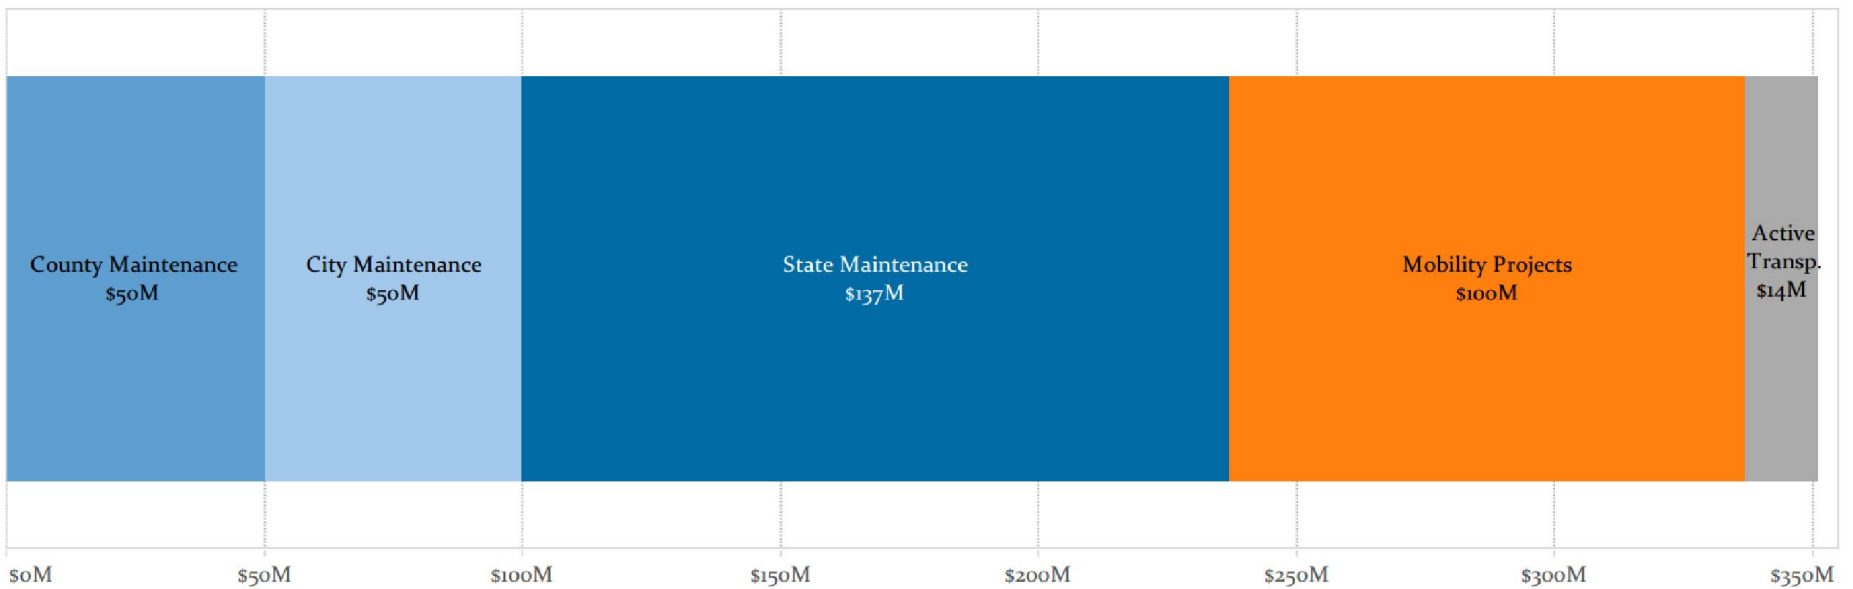 County Maintenance
$50M
City Maintenance
$50M
State Maintenance
$137M
Mobility Projects
$100M
Active
Transp.
$14M
$0M
$50M
$100M
$150M
$200M
$250M
$300M
$350M